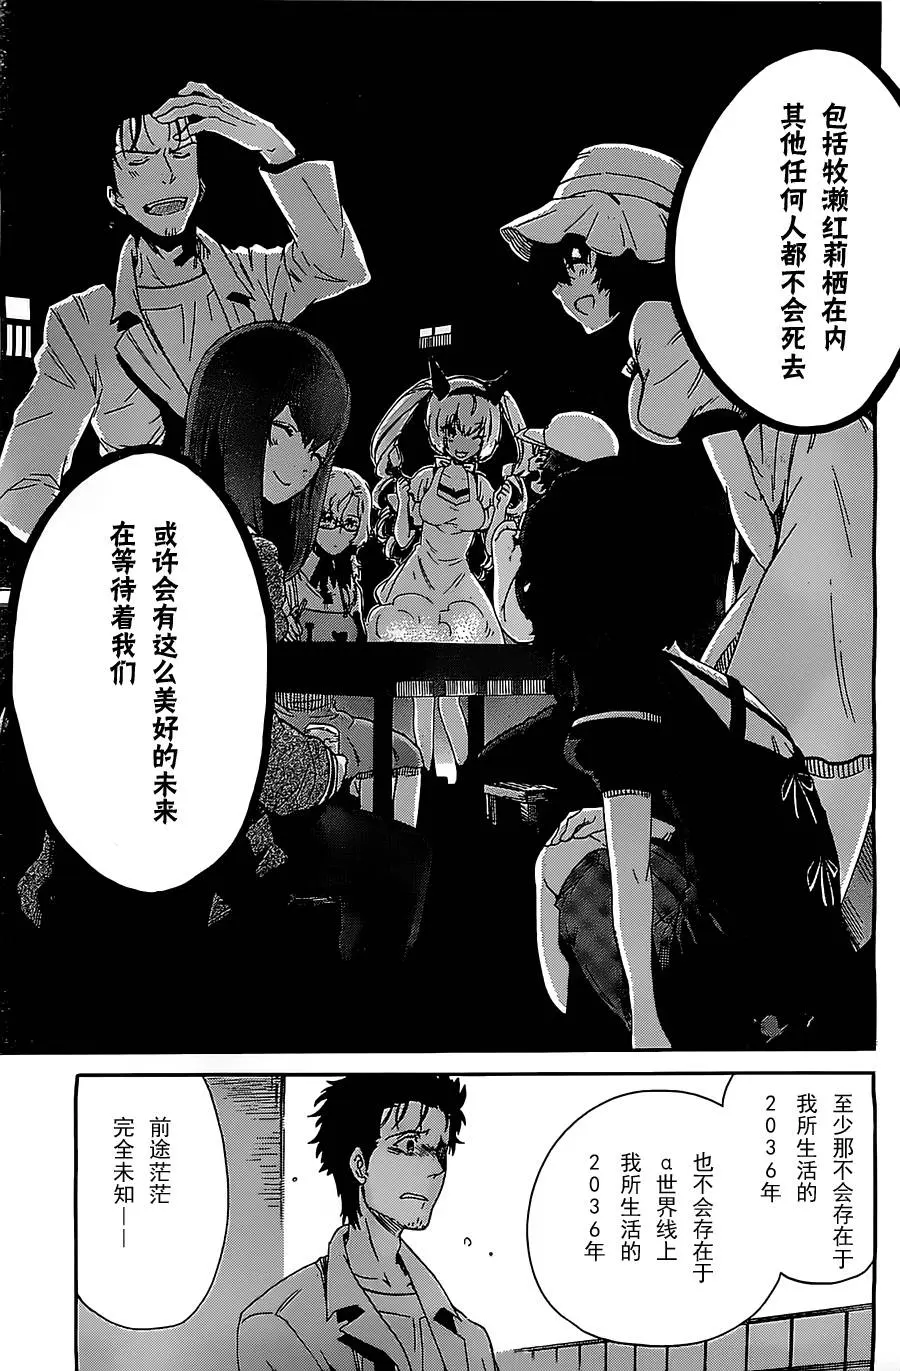 包括牧濑红莉栖在内
其他任何人都不会死去
或许会有这么美好的未来
在等待着我们
至少那不会存在于
我所生活的
2036年
也不会存在于
α世界线上
我所生活的
2036年
前途茫茫
完全未知——